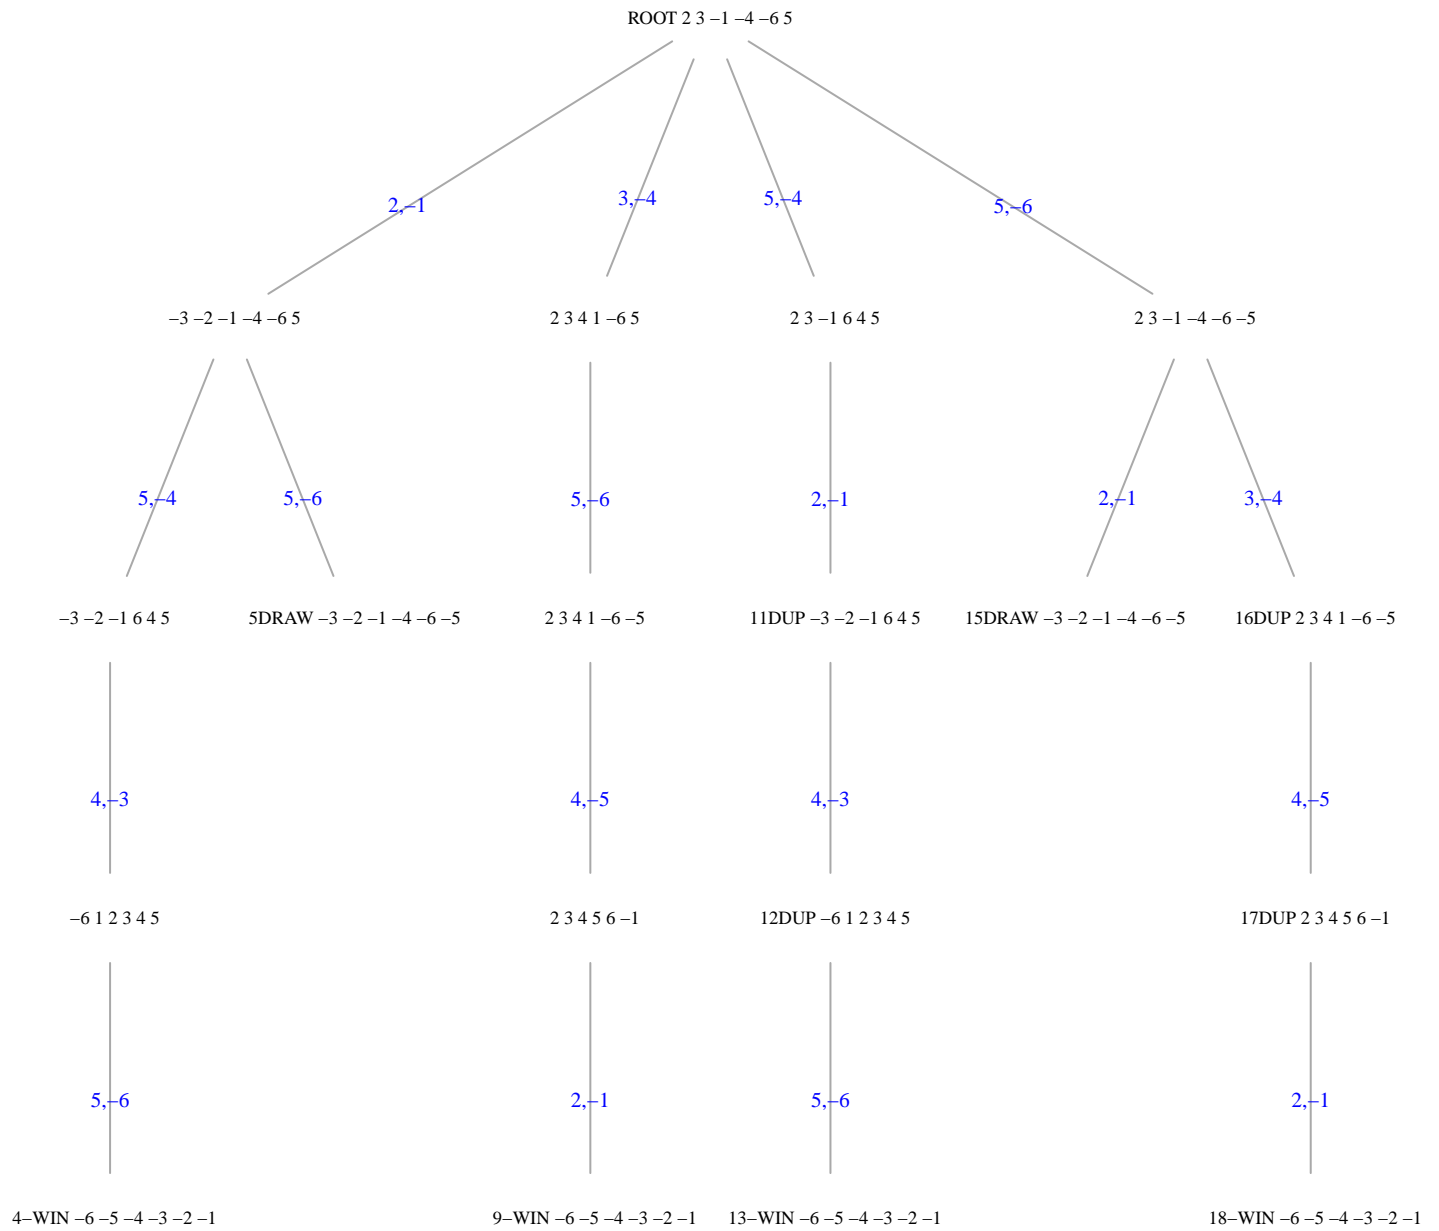 ROOT 2 3 −1 −4 −6 5
2,−1 3,−4 5,−4 5,−6
−3 −2 −1 −4 −6 5 2 3 4 1 −6 5 2 3 −1 6 4 5 2 3 −1 −4 −6 −5
5,−4 5,−6 5,−6 2,−1 2,−1 3,−4
−3 −2 −1 6 4 5 5DRAW −3 −2 −1 −4 −6 −5 2 3 4 1 −6 −5 11DUP −3 −2 −1 6 4 5 15DRAW −3 −2 −1 −4 −6 −5 16DUP 2 3 4 1 −6 −5
4,−3 4,−5 4,−3 4,−5
−6 1 2 3 4 5 2 3 4 5 6 −1 12DUP −6 1 2 3 4 5 17DUP 2 3 4 5 6 −1
5,−6 2,−1 5,−6 2,−1
4−WIN −6 −5 −4 −3 −2 −1 9−WIN −6 −5 −4 −3 −2 −1 13−WIN −6 −5 −4 −3 −2 −1 18−WIN −6 −5 −4 −3 −2 −1